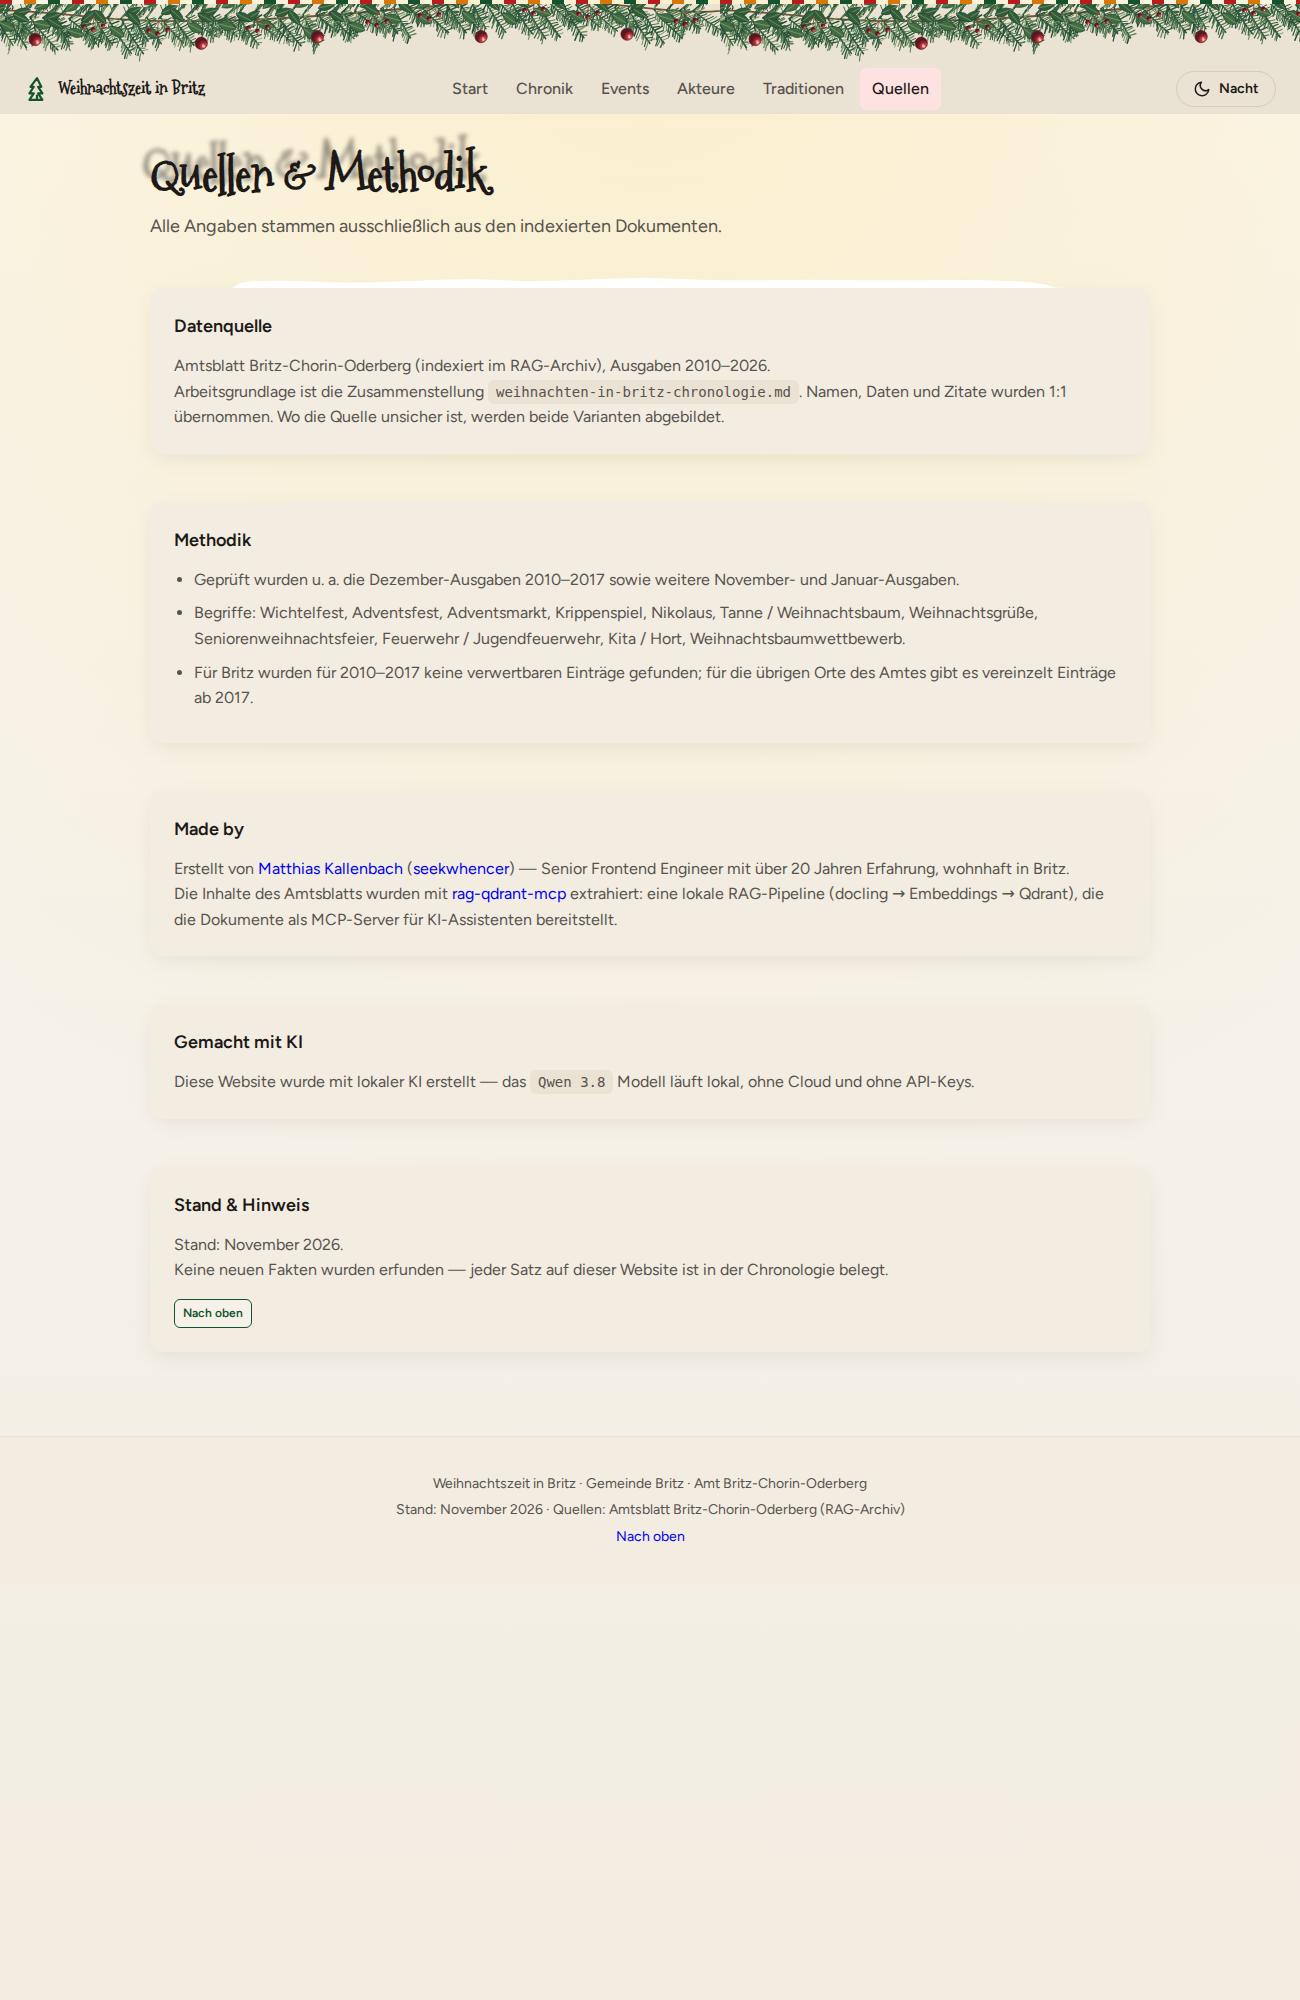 Weihnachtszeit in Britz
Start
Chronik
Events
Akteure
Traditionen
Quellen
Nacht
Quellen & Methodik
Alle Angaben stammen ausschließlich aus den indexierten Dokumenten.
Datenquelle
Amtsblatt Britz-Chorin-Oderberg (indexiert im RAG-Archiv), Ausgaben 2010–2026.
Arbeitsgrundlage ist die Zusammenstellung weihnachten-in-britz-chronologie.md. Namen, Daten und Zitate wurden 1:1
übernommen. Wo die Quelle unsicher ist, werden beide Varianten abgebildet.
Methodik
• Geprüft wurden u. a. die Dezember-Ausgaben 2010–2017 sowie weitere November- und Januar-Ausgaben.
• Begriffe: Wichtelfest, Adventsfest, Adventsmarkt, Krippenspiel, Nikolaus, Tanne / Weihnachtsbaum, Weihnachtsgrüße,
Seniorenweihnachtsfeier, Feuerwehr / Jugendfeuerwehr, Kita / Hort, Weihnachtsbaumwettbewerb.
• Für Britz wurden für 2010–2017 keine verwertbaren Einträge gefunden; für die übrigen Orte des Amtes gibt es vereinzelt Einträge
ab 2017.
Made by
Erstellt von Matthias Kallenbach (seekwhencer) — Senior Frontend Engineer mit über 20 Jahren Erfahrung, wohnhaft in Britz.
Die Inhalte des Amtsblatts wurden mit rag-qdrant-mcp extrahiert: eine lokale RAG-Pipeline (docling → Embeddings → Qdrant), die
die Dokumente als MCP-Server für KI-Assistenten bereitstellt.
Gemacht mit KI
Diese Website wurde mit lokaler KI erstellt — das Qwen 3.8 Modell läuft lokal, ohne Cloud und ohne API-Keys.
Stand & Hinweis
Stand: November 2026.
Keine neuen Fakten wurden erfunden — jeder Satz auf dieser Website ist in der Chronologie belegt.
Nach oben
Weihnachtszeit in Britz · Gemeinde Britz · Amt Britz-Chorin-Oderberg
Stand: November 2026 · Quellen: Amtsblatt Britz-Chorin-Oderberg (RAG-Archiv)
Nach oben